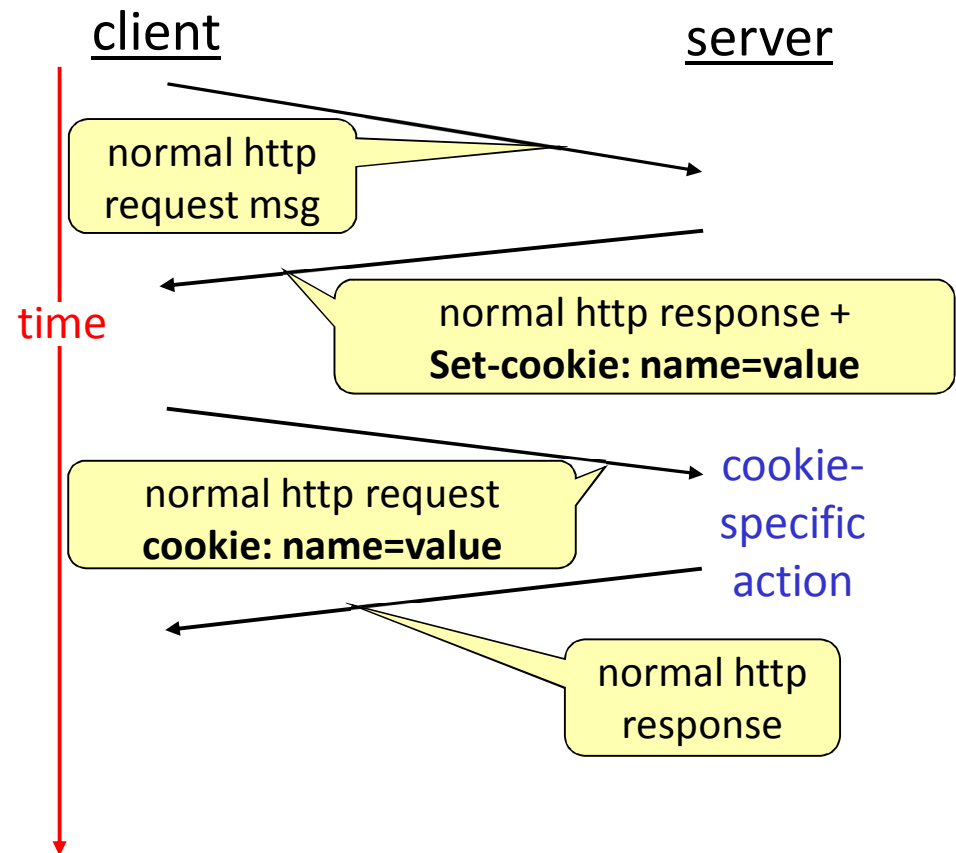 client
server
normal http
request msg
time
normal http response +
Set-cookie: name=value
normal http request
cookie: name=value
cookie-
specific
action
normal http
response